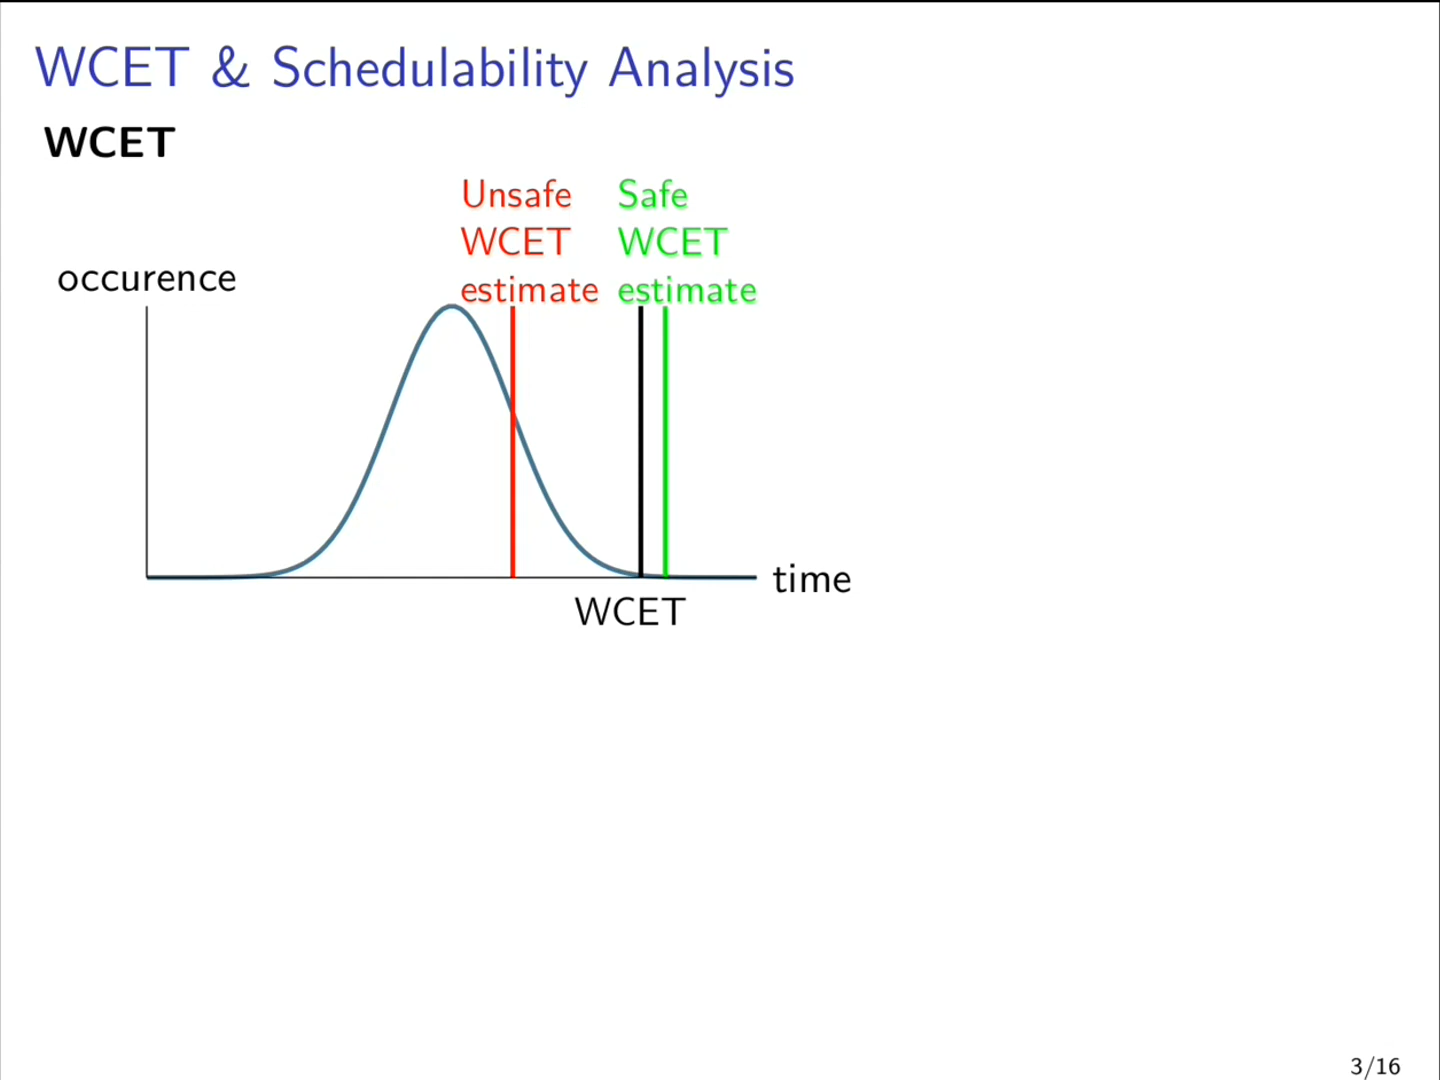 WCET & Schedulability Analysis
WCET
Unsafe
WCET
estimate
Safe
WCET
estimate
occurence
time
WCET
3/16